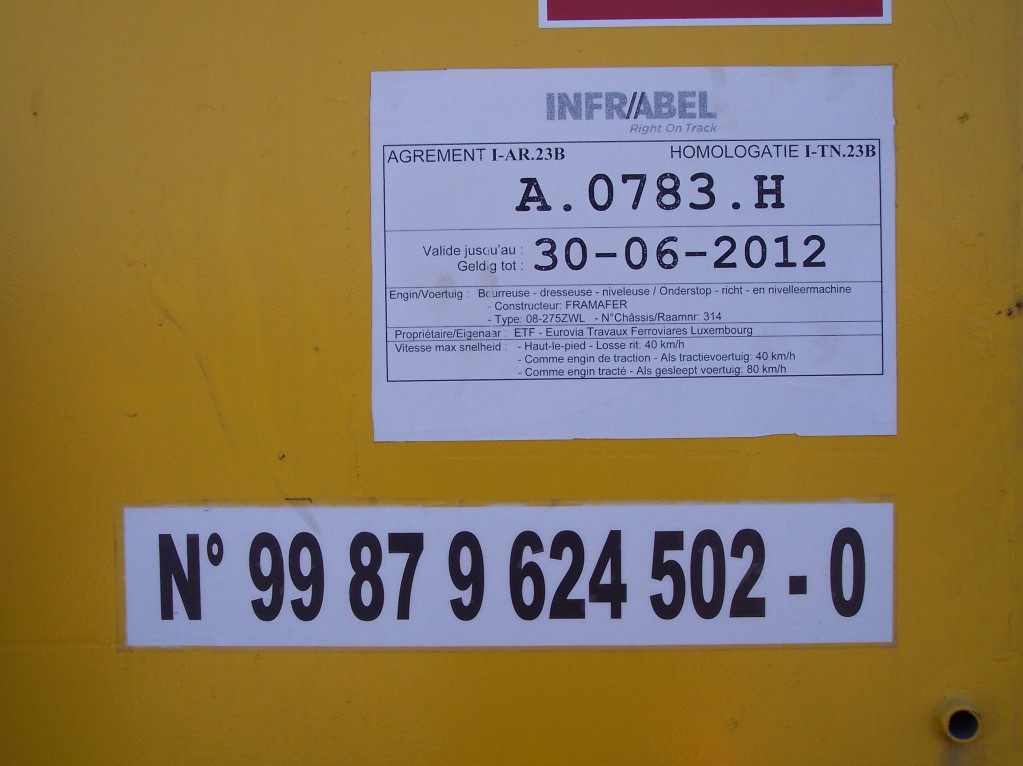 INFR//ABEL
Right On Track
AGREMENT I-AR.23B HOMOLOGATIE I-TN.23B
A.0783.H
Valide jusqu'au : 30-06-2012
Geldig tot :
Engin/Voertuig : Bourreuse - dresseuse - niveleuse / Onderstop - richt - en nivelleermachine
- Constructeur: FRAMAFER
- Type: 08-275ZWL - N°Châssis/Raamnr: 314
Propriétaire/Eigenaar : ETF - Eurovia Travaux Ferroviaires Luxembourg
Vitesse max snelheid : - Haut-le-pied - Losse rit: 40 km/h
- Comme engin de traction - Als tractievoertuig: 40 km/h
- Comme engin tracté - Als gesleept voertuig: 80 km/h
N° 99 87 9 624 502 - 0